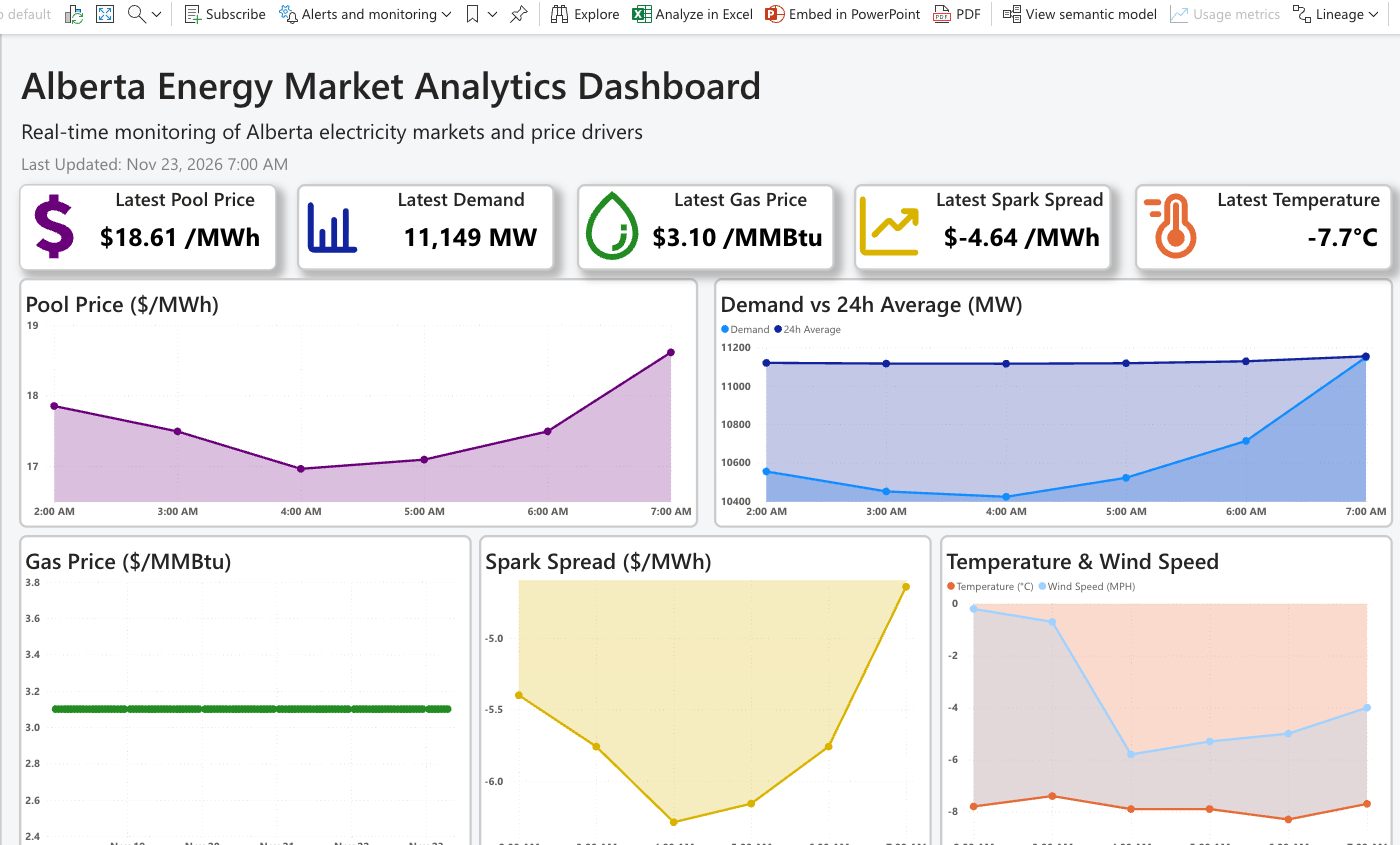 default Subscribe Alerts and monitoring Explore Analyze in Excel Embed in PowerPoint PDF View semantic model Usage metrics Lineage
Alberta Energy Market Analytics Dashboard
Real-time monitoring of Alberta electricity markets and price drivers
Last Updated: Nov 23, 2026 7:00 AM
Latest Pool Price
$18.61 /MWh
Latest Demand
11,149 MW
Latest Gas Price
$3.10 /MMBtu
Latest Spark Spread
$-4.64 /MWh
Latest Temperature
-7.7°C
Pool Price ($/MWh)
19
18
17
2:00 AM 3:00 AM 4:00 AM 5:00 AM 6:00 AM 7:00 AM
Demand vs 24h Average (MW)
Demand 24h Average
11200
11000
10800
10600
10400
2:00 AM 3:00 AM 4:00 AM 5:00 AM 6:00 AM 7:00 AM
Gas Price ($/MMBtu)
3.8
3.6
3.4
3.2
3.0
2.8
2.6
2.4
Spark Spread ($/MWh)
-5.0
-5.5
-6.0
Temperature & Wind Speed
Temperature (°C) Wind Speed (MPH)
0
-2
-4
-6
-8